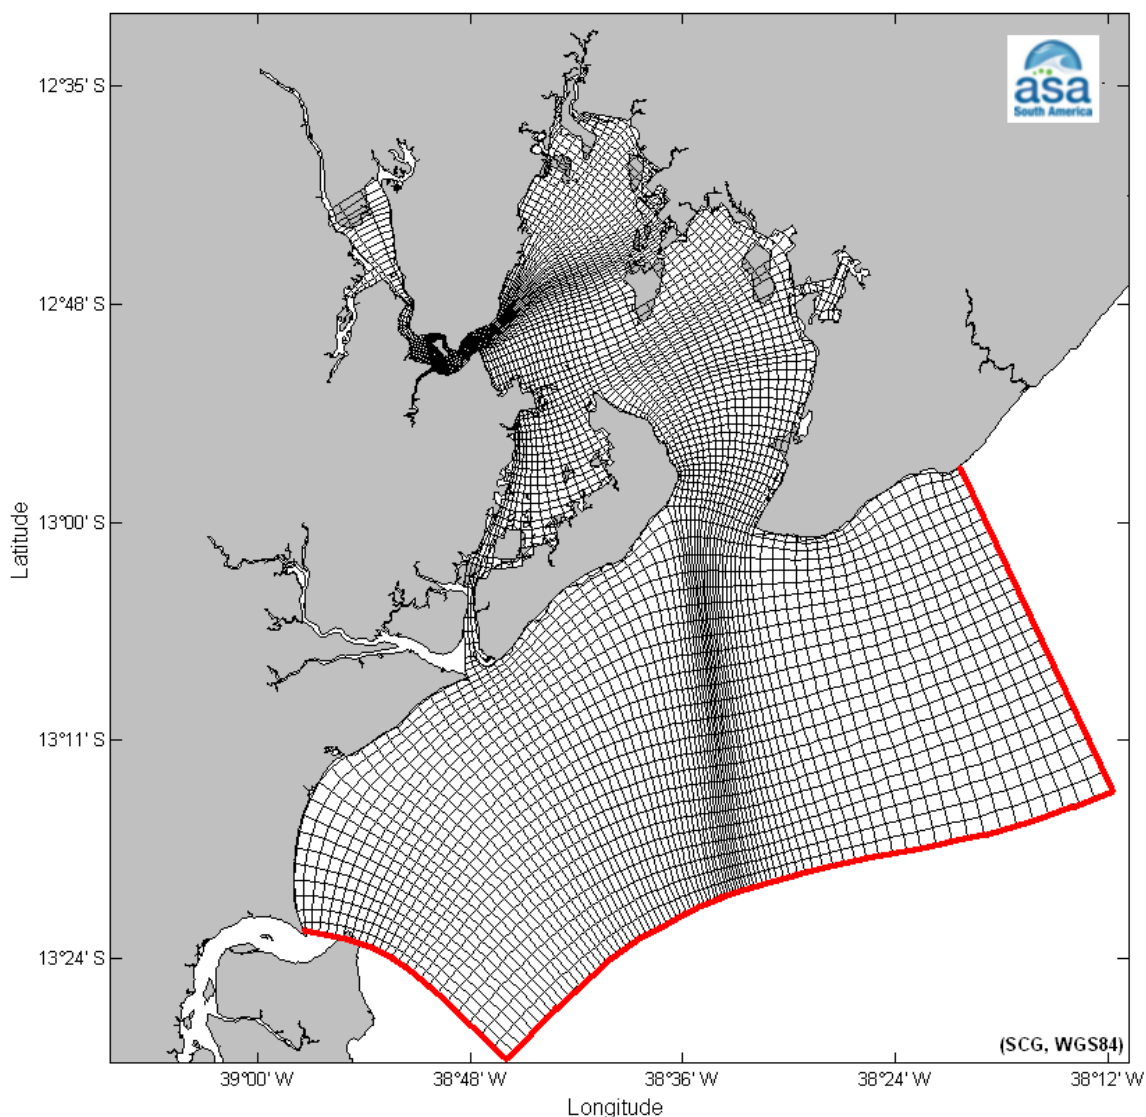 asa
South America
12°35' S
12°48' S
13°00' S
13°11' S
13°24' S
Latitude
(SCG, WGS84)
39°00' W
38°48' W
38°36' W
38°24' W
38°12' W
Longitude